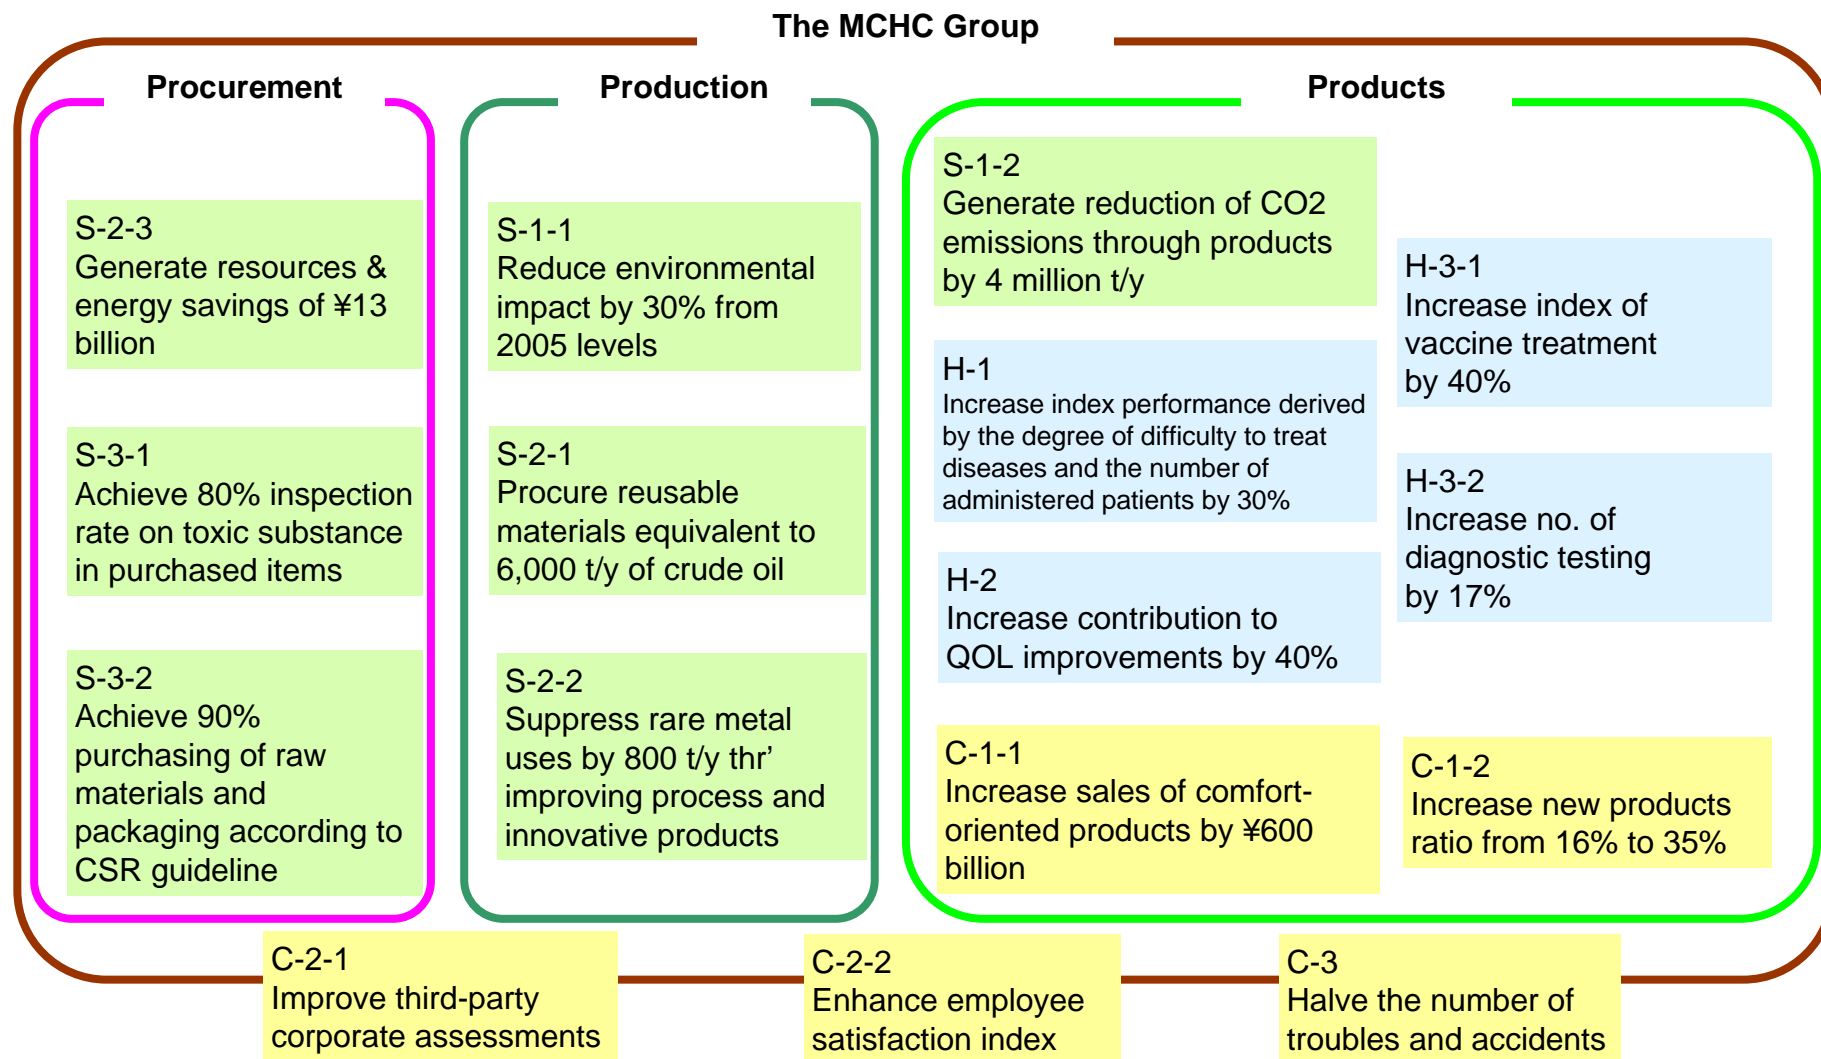 The MCHC Group
Procurement
S-2-3
Generate resources &
energy savings of ¥13
billion
S-3-1
Achieve 80% inspection
rate on toxic substance
in purchased items
S-3-2
Achieve 90%
purchasing of raw
materials and
packaging according to
CSR guideline
Production
S-1-1
Reduce environmental
impact by 30% from
2005 levels
S-2-1
Procure reusable
materials equivalent to
6,000 t/y of crude oil
S-2-2
Suppress rare metal
uses by 800 t/y thr’
improving process and
innovative products
Products
S-1-2
Generate reduction of CO2
emissions through products
by 4 million t/y
H-1
Increase index performance derived
by the degree of difficulty to treat
diseases and the number of
administered patients by 30%
H-2
Increase contribution to
QOL improvements by 40%
C-1-1
Increase sales of comfort-
oriented products by ¥600
billion
H-3-1
Increase index of
vaccine treatment
by 40%
H-3-2
Increase no. of
diagnostic testing
by 17%
C-1-2
Increase new products
ratio from 16% to 35%
C-2-1
Improve third-party
corporate assessments
C-2-2
Enhance employee
satisfaction index
C-3
Halve the number of
troubles and accidents